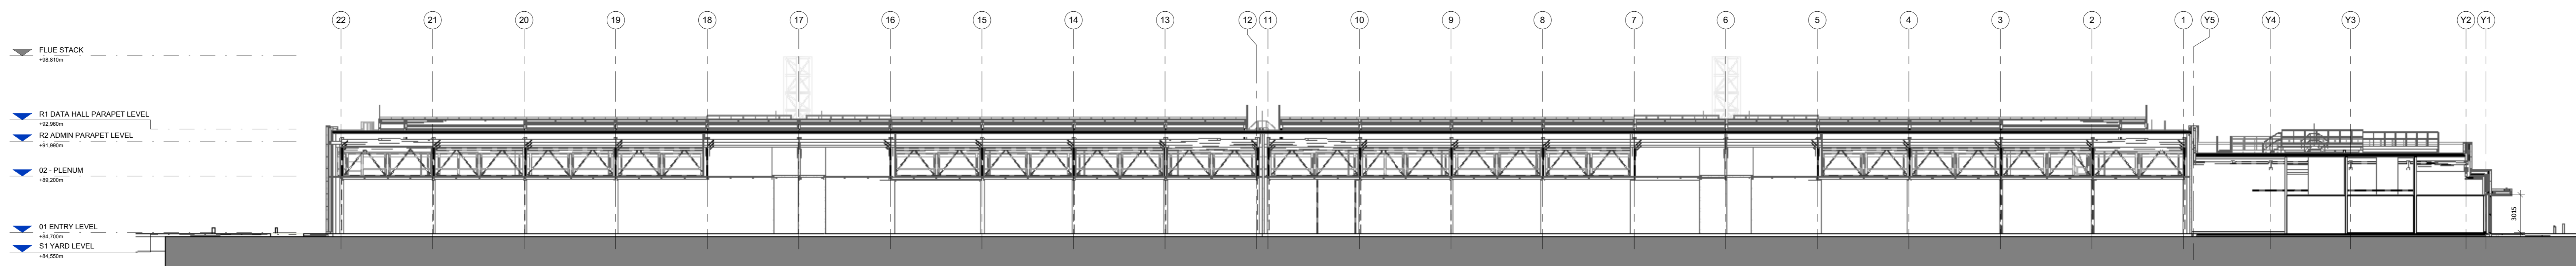 22 21 20 19 18 17 16 15 14 13 12 11 10 9 8 7 6 5 4 3 2 1 Y5 Y4 Y3 Y2 Y1
FLUE STACK
+98,810m
R1 DATA HALL PARAPET LEVEL
+92,960m
R2 ADMIN PARAPET LEVEL
+91,990m
02 - PLENUM
+89,200m
01 ENTRY LEVEL
+84,700m
S1 YARD LEVEL
+84,550m
3015